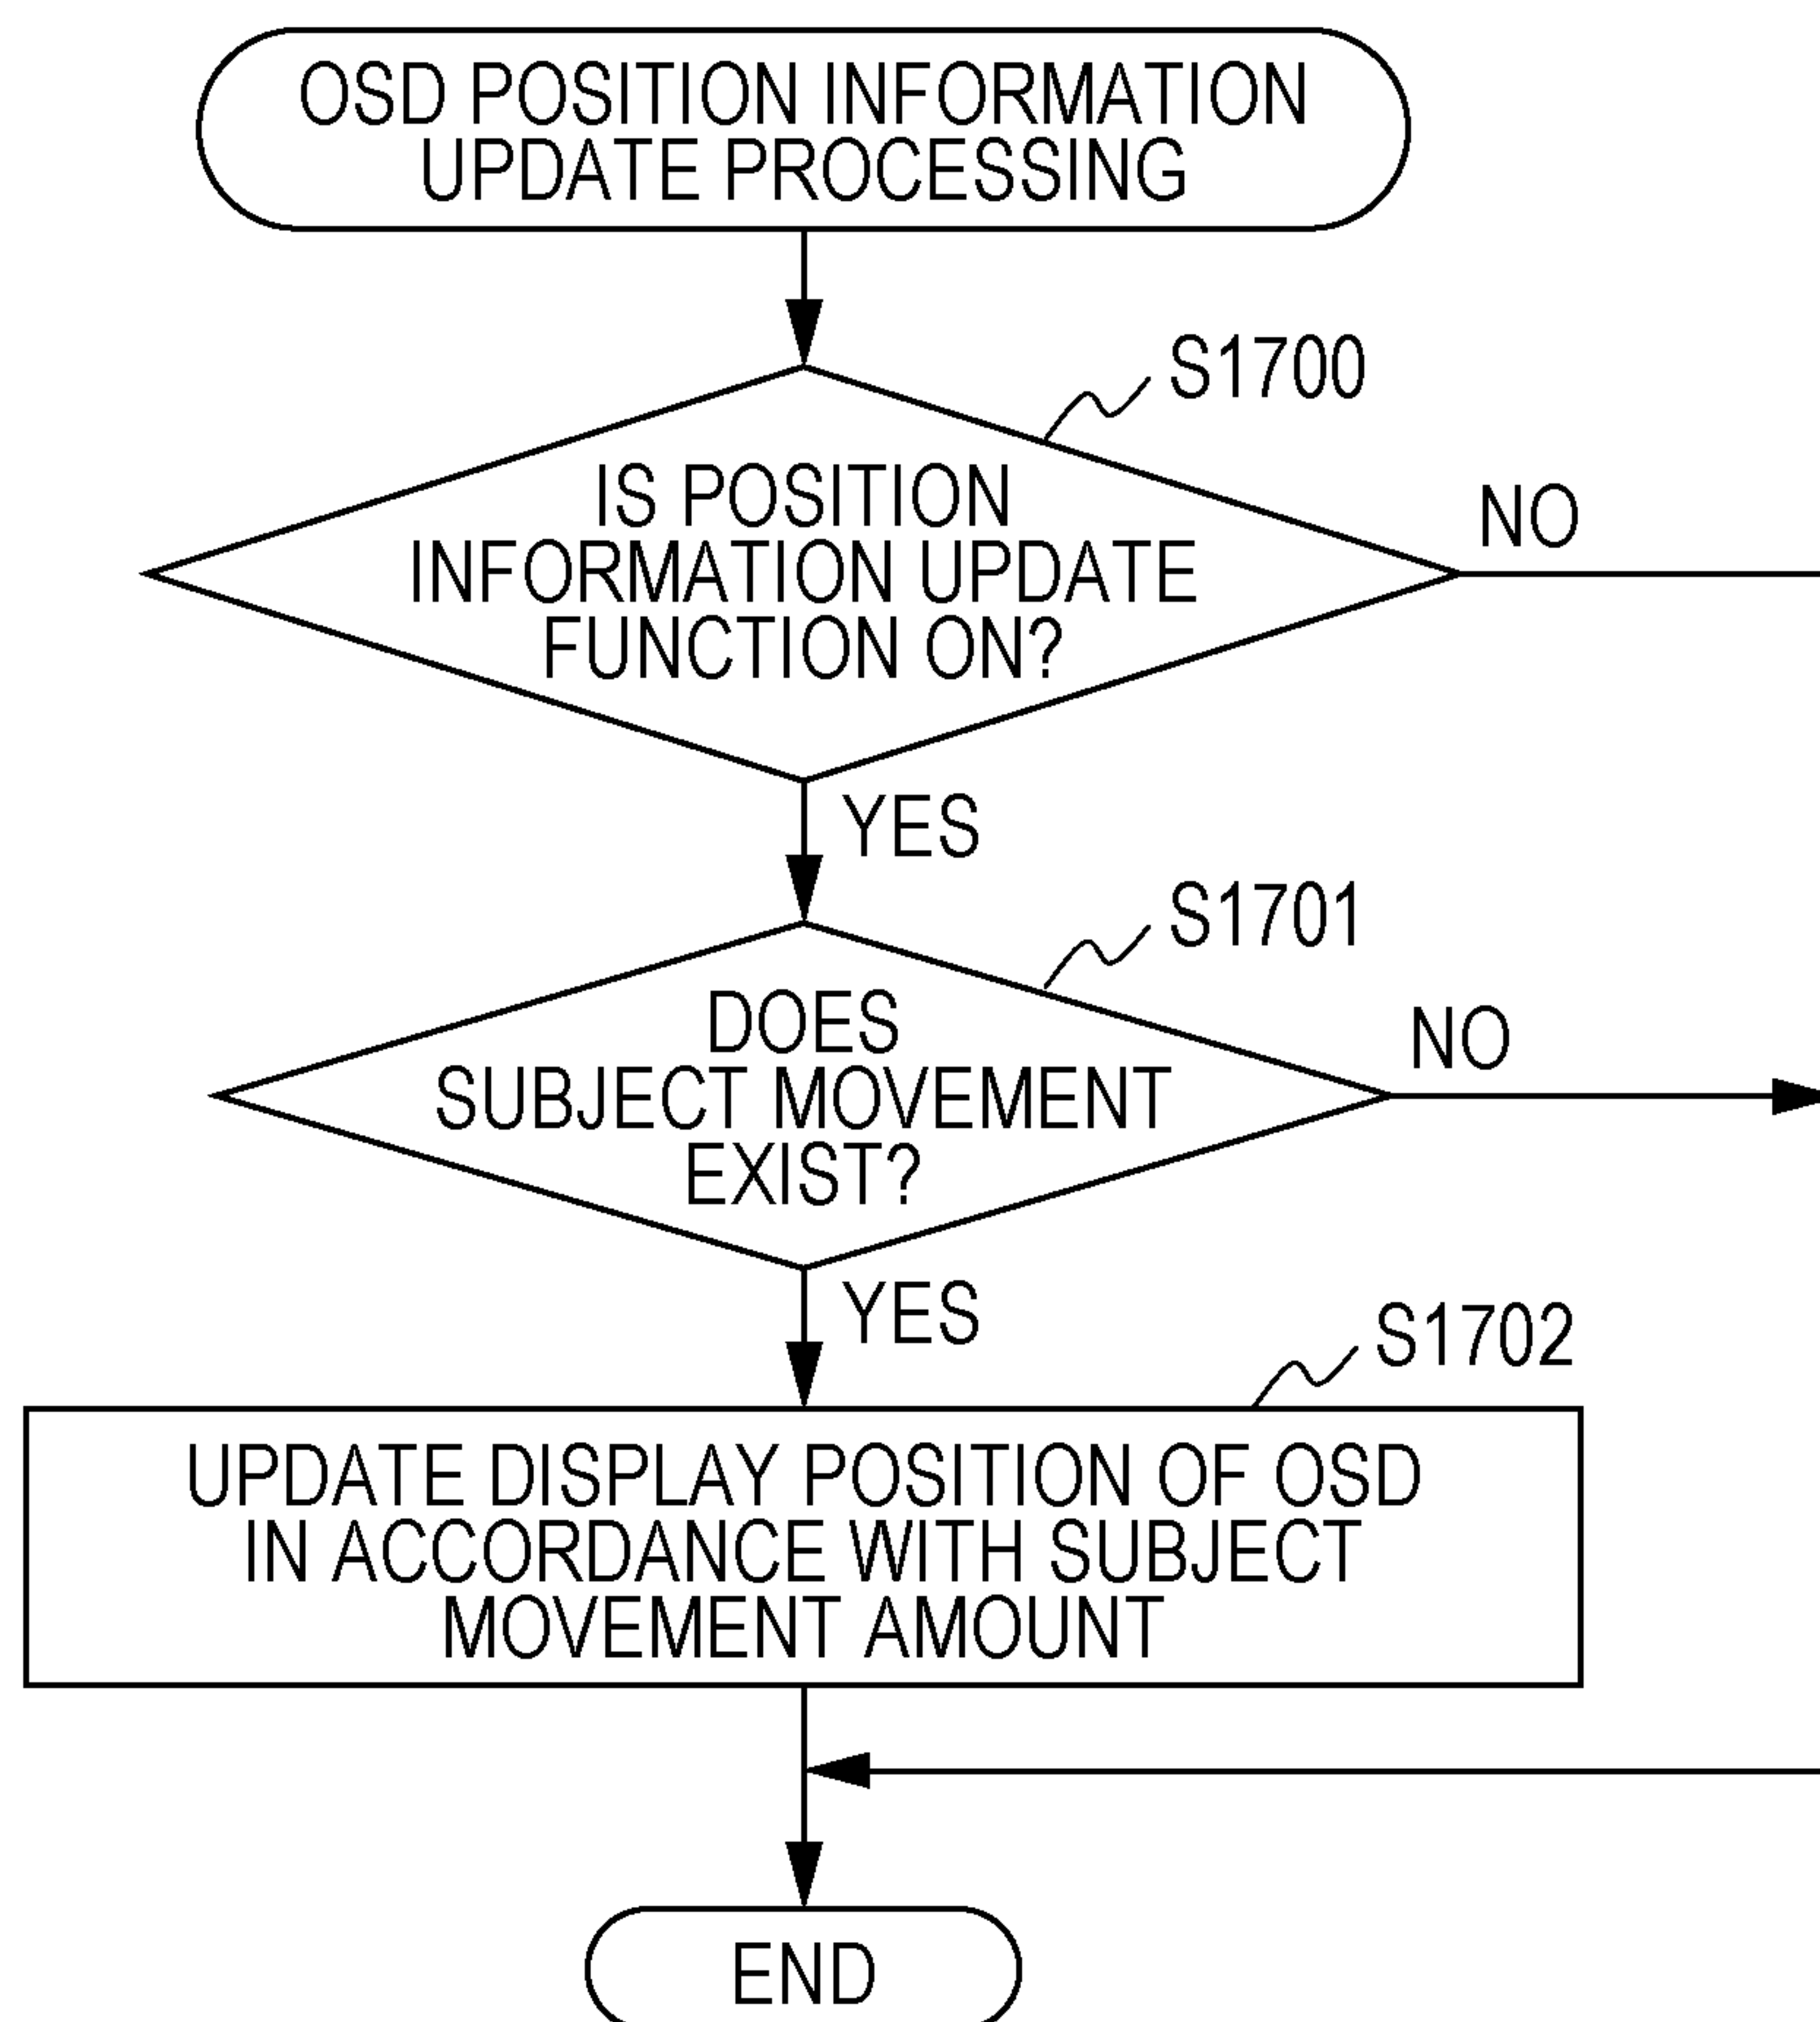 OSD POSITION INFORMATION
UPDATE PROCESSING
S1700
IS POSITION
INFORMATION UPDATE
FUNCTION ON?
NO
YES
S1701
DOES
SUBJECT MOVEMENT
EXIST?
NO
YES
S1702
UPDATE DISPLAY POSITION OF OSD
IN ACCORDANCE WITH SUBJECT
MOVEMENT AMOUNT
END